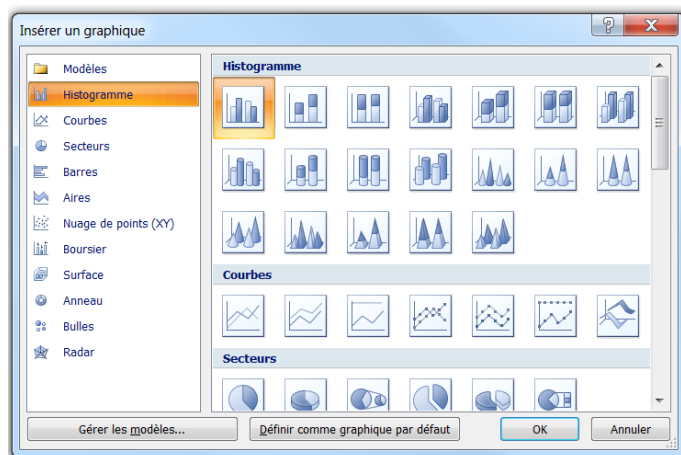 Insérer un graphique
Modèles
Histogramme
Courbes
Secteurs
Barres
Aires
Nuage de points (XY)
Boursier
Surface
Anneau
Bulles
Radar
Histogramme
Courbes
Secteurs
Gérer les modèles...
Définir comme graphique par défaut
OK
Annuler